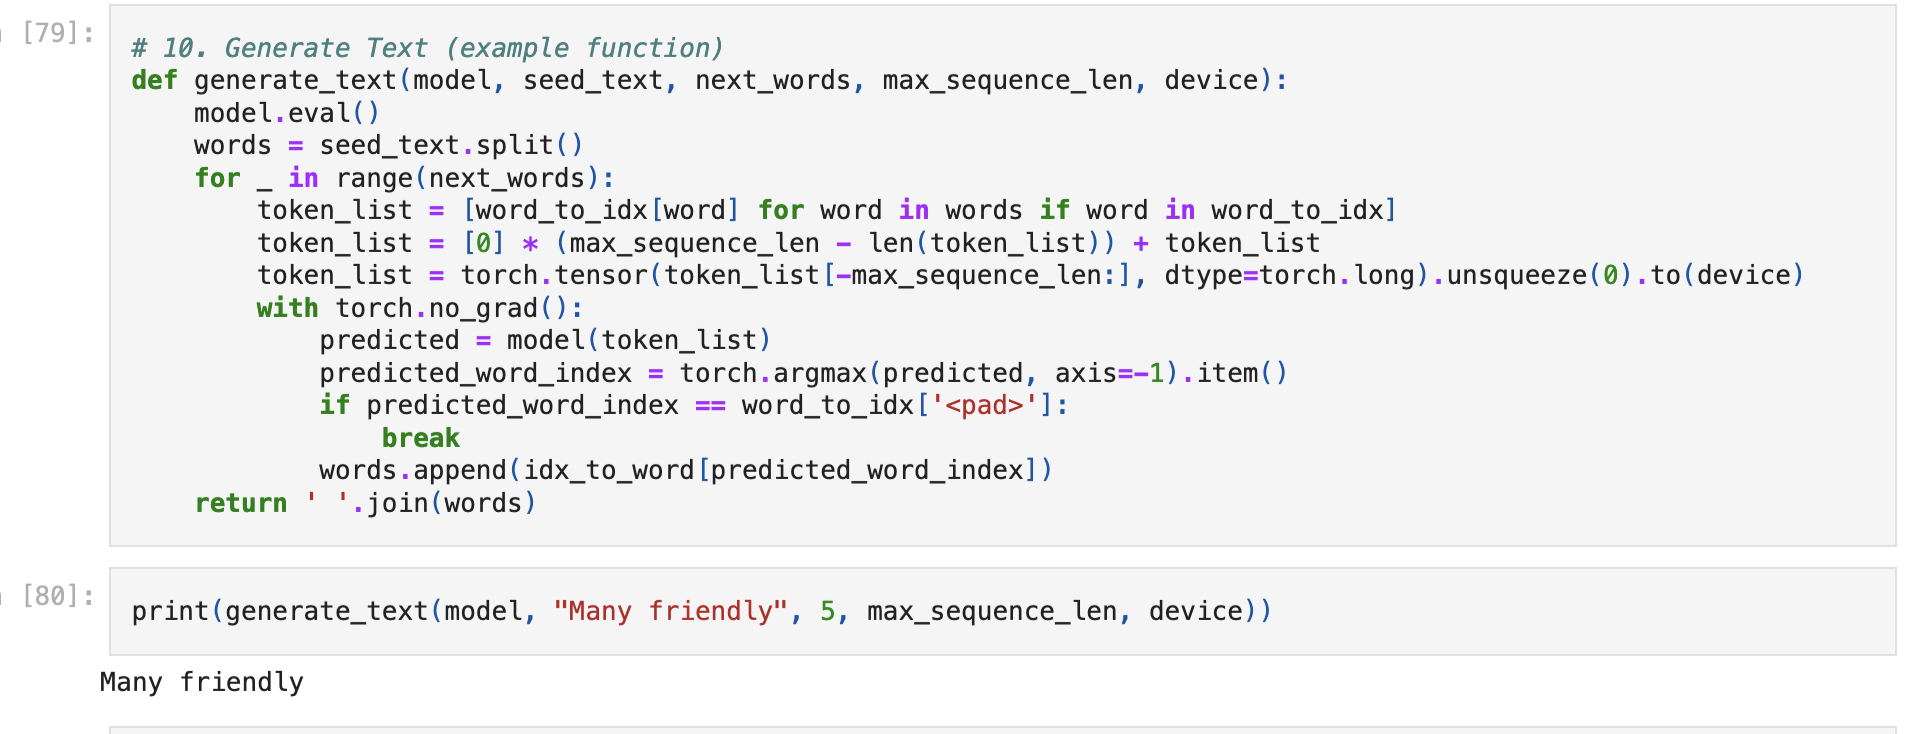 [79]:
# 10. Generate Text (example function)
def generate_text(model, seed_text, next_words, max_sequence_len, device):
    model.eval()
    words = seed_text.split()
    for _ in range(next_words):
        token_list = [word_to_idx[word] for word in words if word in word_to_idx]
        token_list = [0] * (max_sequence_len - len(token_list)) + token_list
        token_list = torch.tensor(token_list[-max_sequence_len:], dtype=torch.long).unsqueeze(0).to(device)
        with torch.no_grad():
            predicted = model(token_list)
            predicted_word_index = torch.argmax(predicted, axis=-1).item()
            if predicted_word_index == word_to_idx['<pad>']:
                break
            words.append(idx_to_word[predicted_word_index])
    return ' '.join(words)
[80]:
print(generate_text(model, "Many friendly", 5, max_sequence_len, device))
Many friendly